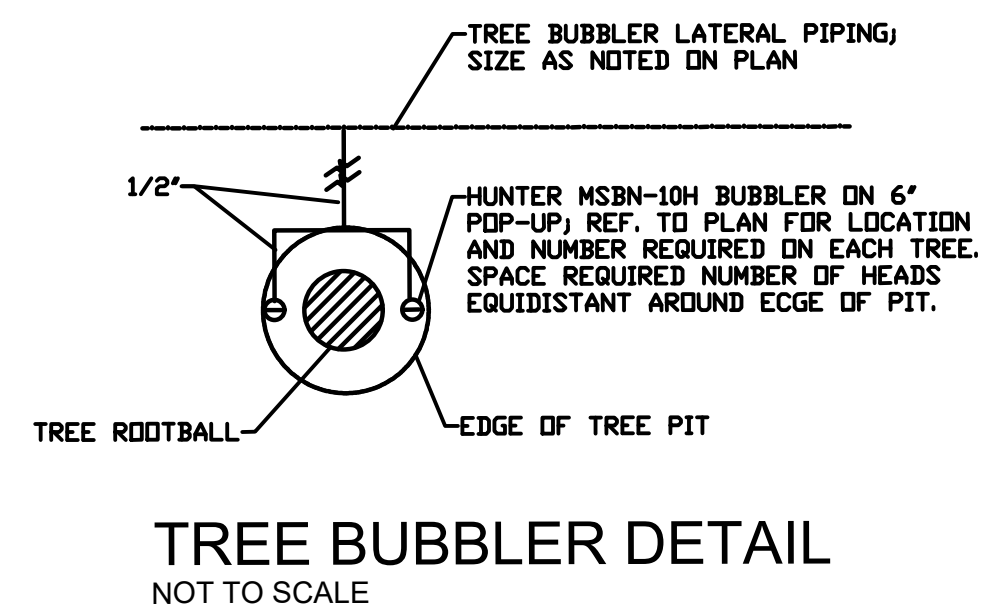 TREE BUBBLER LATERAL PIPING;
SIZE AS NOTED ON PLAN
1/2"
HUNTER MSBN-10H BUBBLER ON 6"
POP-UP; REF. TO PLAN FOR LOCATION
AND NUMBER REQUIRED ON EACH TREE.
SPACE REQUIRED NUMBER OF HEADS
EQUIDISTANT AROUND ECGE OF PIT.
TREE ROOTBALL
EDGE OF TREE PIT
TREE BUBBLER DETAIL
NOT TO SCALE